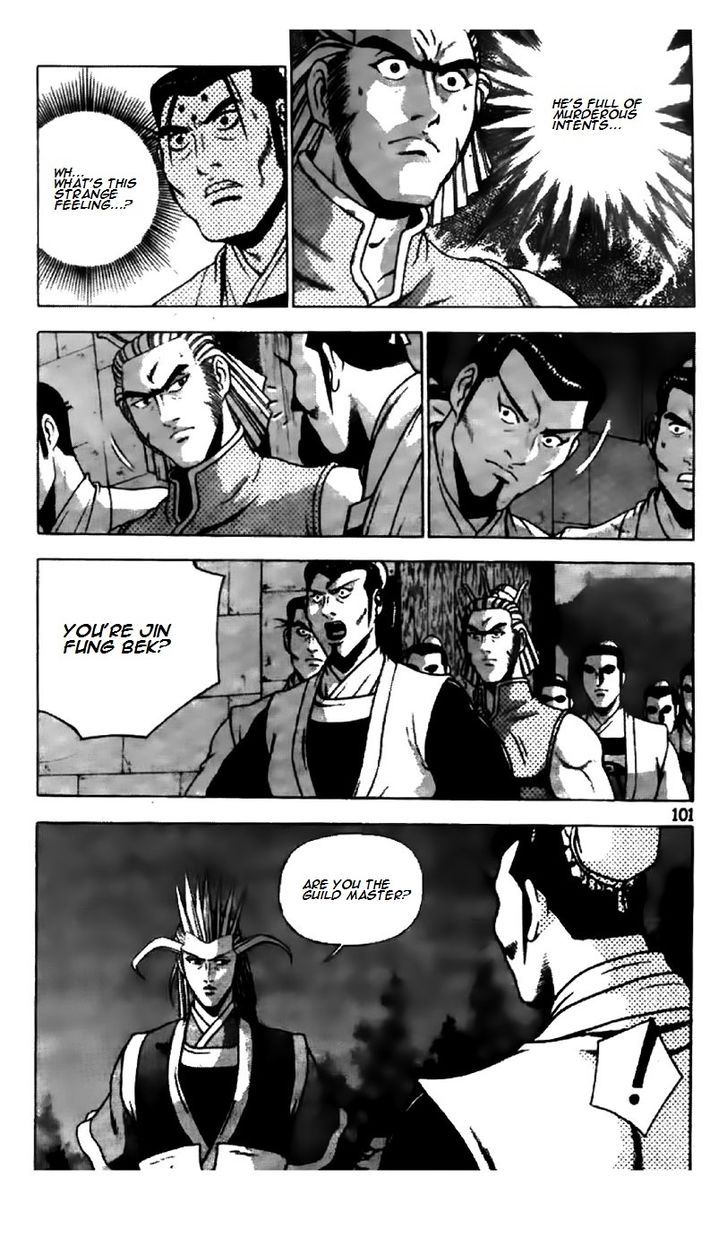 WH...
WHAT'S THIS
STRANGE
FEELING...?
HE'S FULL OF
MURDEROUS
INTENTS...
YOU'RE JIN
FUNG BEK?
101
ARE YOU THE
GUILD MASTER?
!